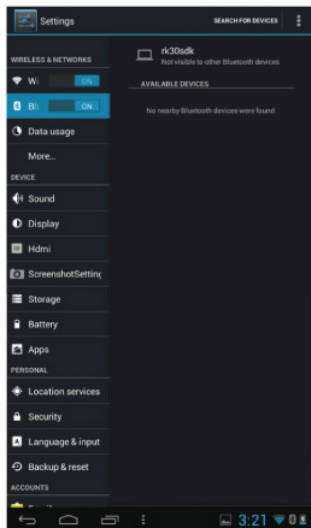 Settings
SEARCH FOR DEVICES
WIRELESS & NETWORKS
Wi ON
Bl ON
Data usage
More...
DEVICE
Sound
Display
Hdmi
ScreenshotSetting
Storage
Battery
Apps
PERSONAL
Location services
Security
Language & input
Backup & reset
ACCOUNTS
rk30sdk
Not visible to other Bluetooth devices
AVAILABLE DEVICES
No nearby Bluetooth devices were found.
3:21